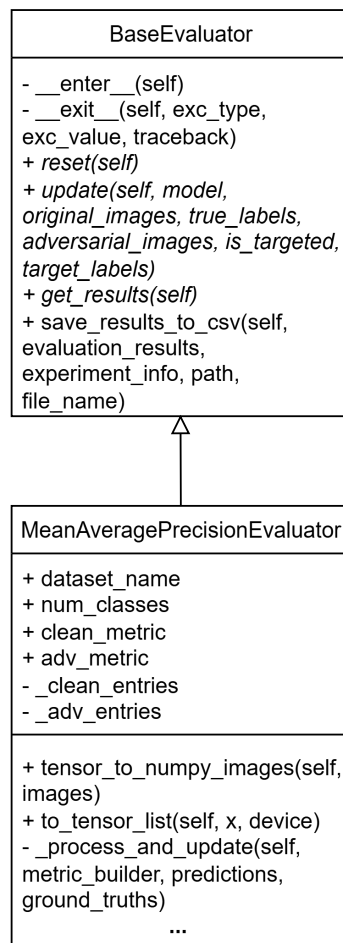 BaseEvaluator
- __enter__(self)
- __exit__(self, exc_type,
exc_value, traceback)
+ reset(self)
+ update(self, model,
original_images, true_labels,
adversarial_images, is_targeted,
target_labels)
+ get_results(self)
+ save_results_to_csv(self,
evaluation_results,
experiment_info, path,
file_name)
MeanAveragePrecisionEvaluator
+ dataset_name
+ num_classes
+ clean_metric
+ adv_metric
- _clean_entries
- _adv_entries
+ tensor_to_numpy_images(self,
images)
+ to_tensor_list(self, x, device)
- _process_and_update(self,
metric_builder, predictions,
ground_truths)
...